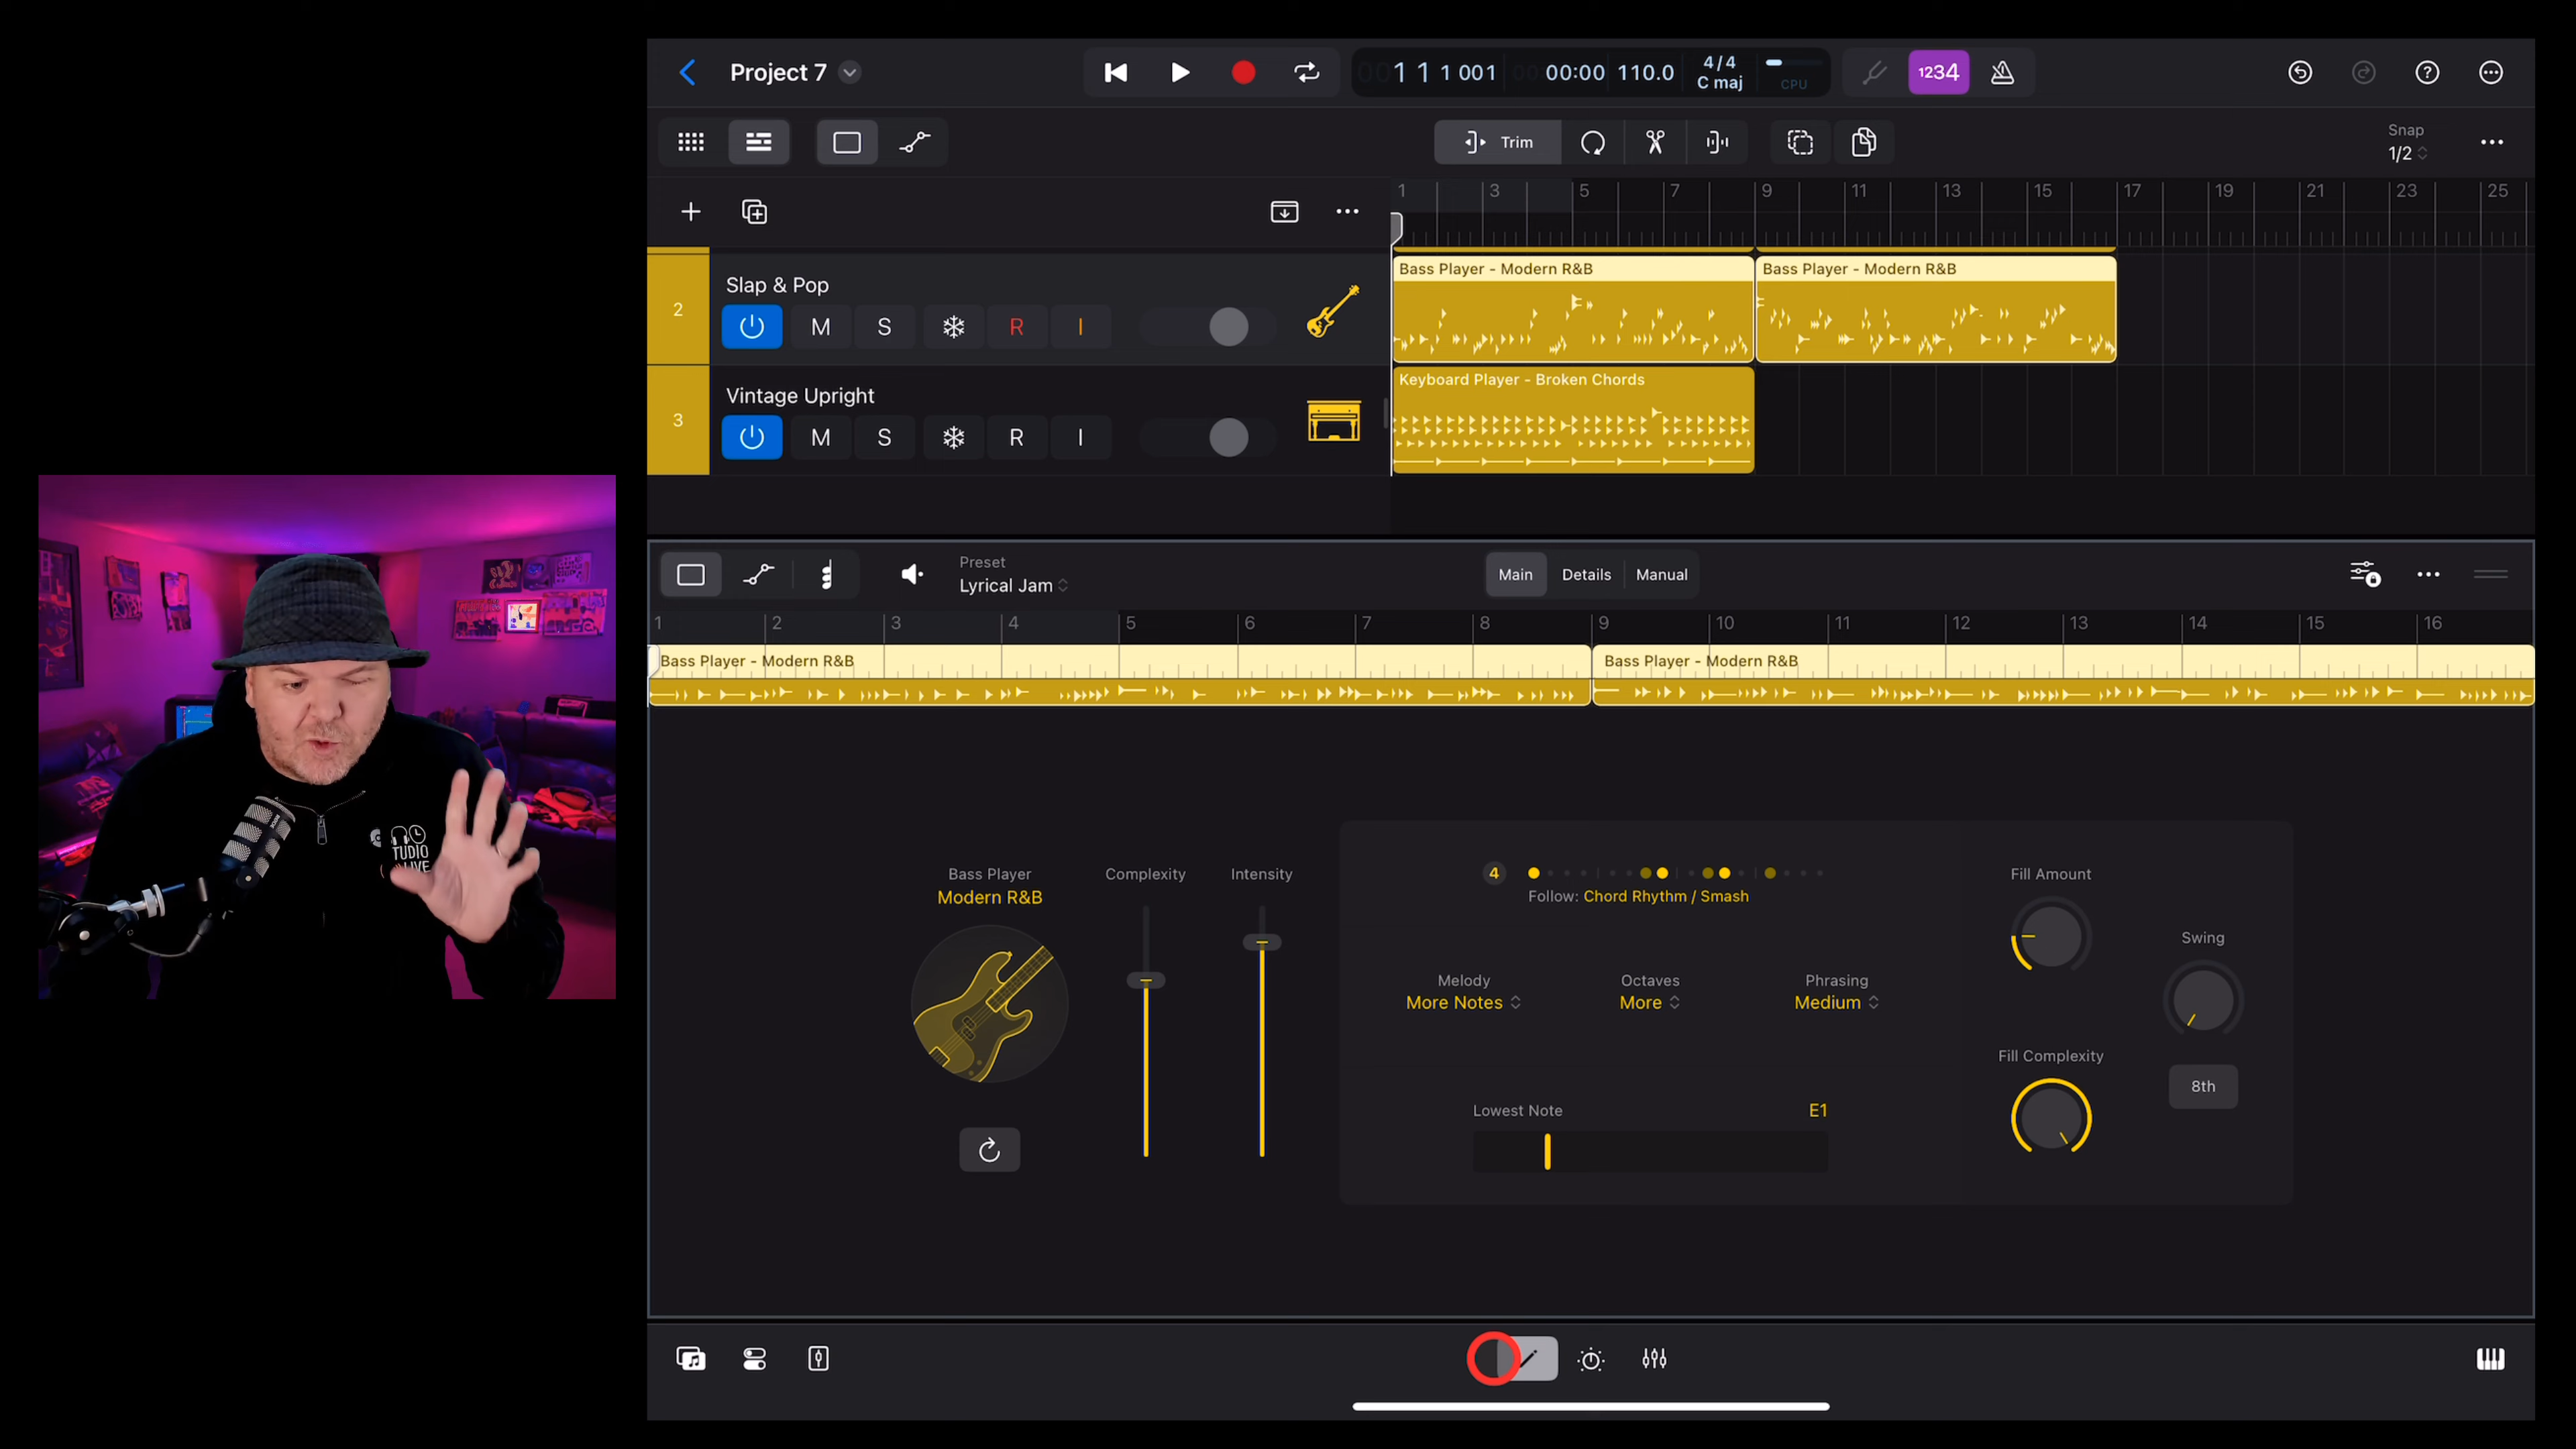 Project 7
1 1 1 001
00:00
110.0
4/4
C maj
CPU
1234
Trim
Snap
1/2
1 3 5 7 9 11 13 15 17 19 21 23 25
2
Slap & Pop
M S R I
Bass Player - Modern R&B
Bass Player - Modern R&B
3
Vintage Upright
M S R I
Keyboard Player - Broken Chords
Preset
Lyrical Jam
Main
Details
Manual
1 2 3 4 5 6 7 8 9 10 11 12 13 14 15 16
Bass Player - Modern R&B
Bass Player - Modern R&B
Bass Player
Modern R&B
Complexity
Intensity
4
Follow: Chord Rhythm / Smash
Melody
More Notes
Octaves
More
Phrasing
Medium
Lowest Note
E1
Fill Amount
Fill Complexity
Swing
8th
TUDIO
LIVE